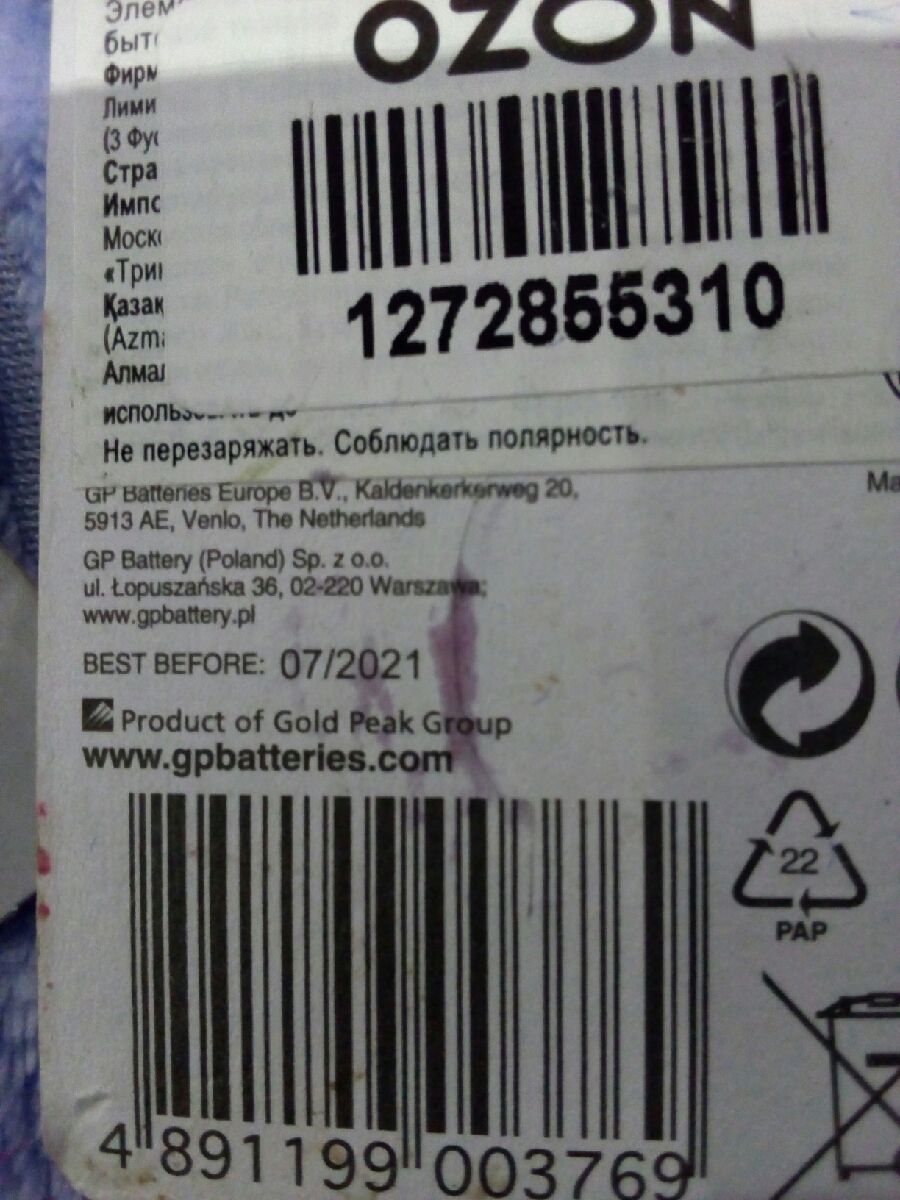 OZON
1272855310
Не перезаряжать. Соблюдать полярность.
GP Batteries Europe B.V., Kaldenkerkerweg 20,
5913 AE, Venlo, The Netherlands
GP Battery (Poland) Sp. z o.o.
ul. Łopuszańska 36, 02-220 Warszawa;
www.gpbattery.pl
BEST BEFORE: 07/2021
Product of Gold Peak Group
www.gpbatteries.com
22
PAP
4 891199 003769